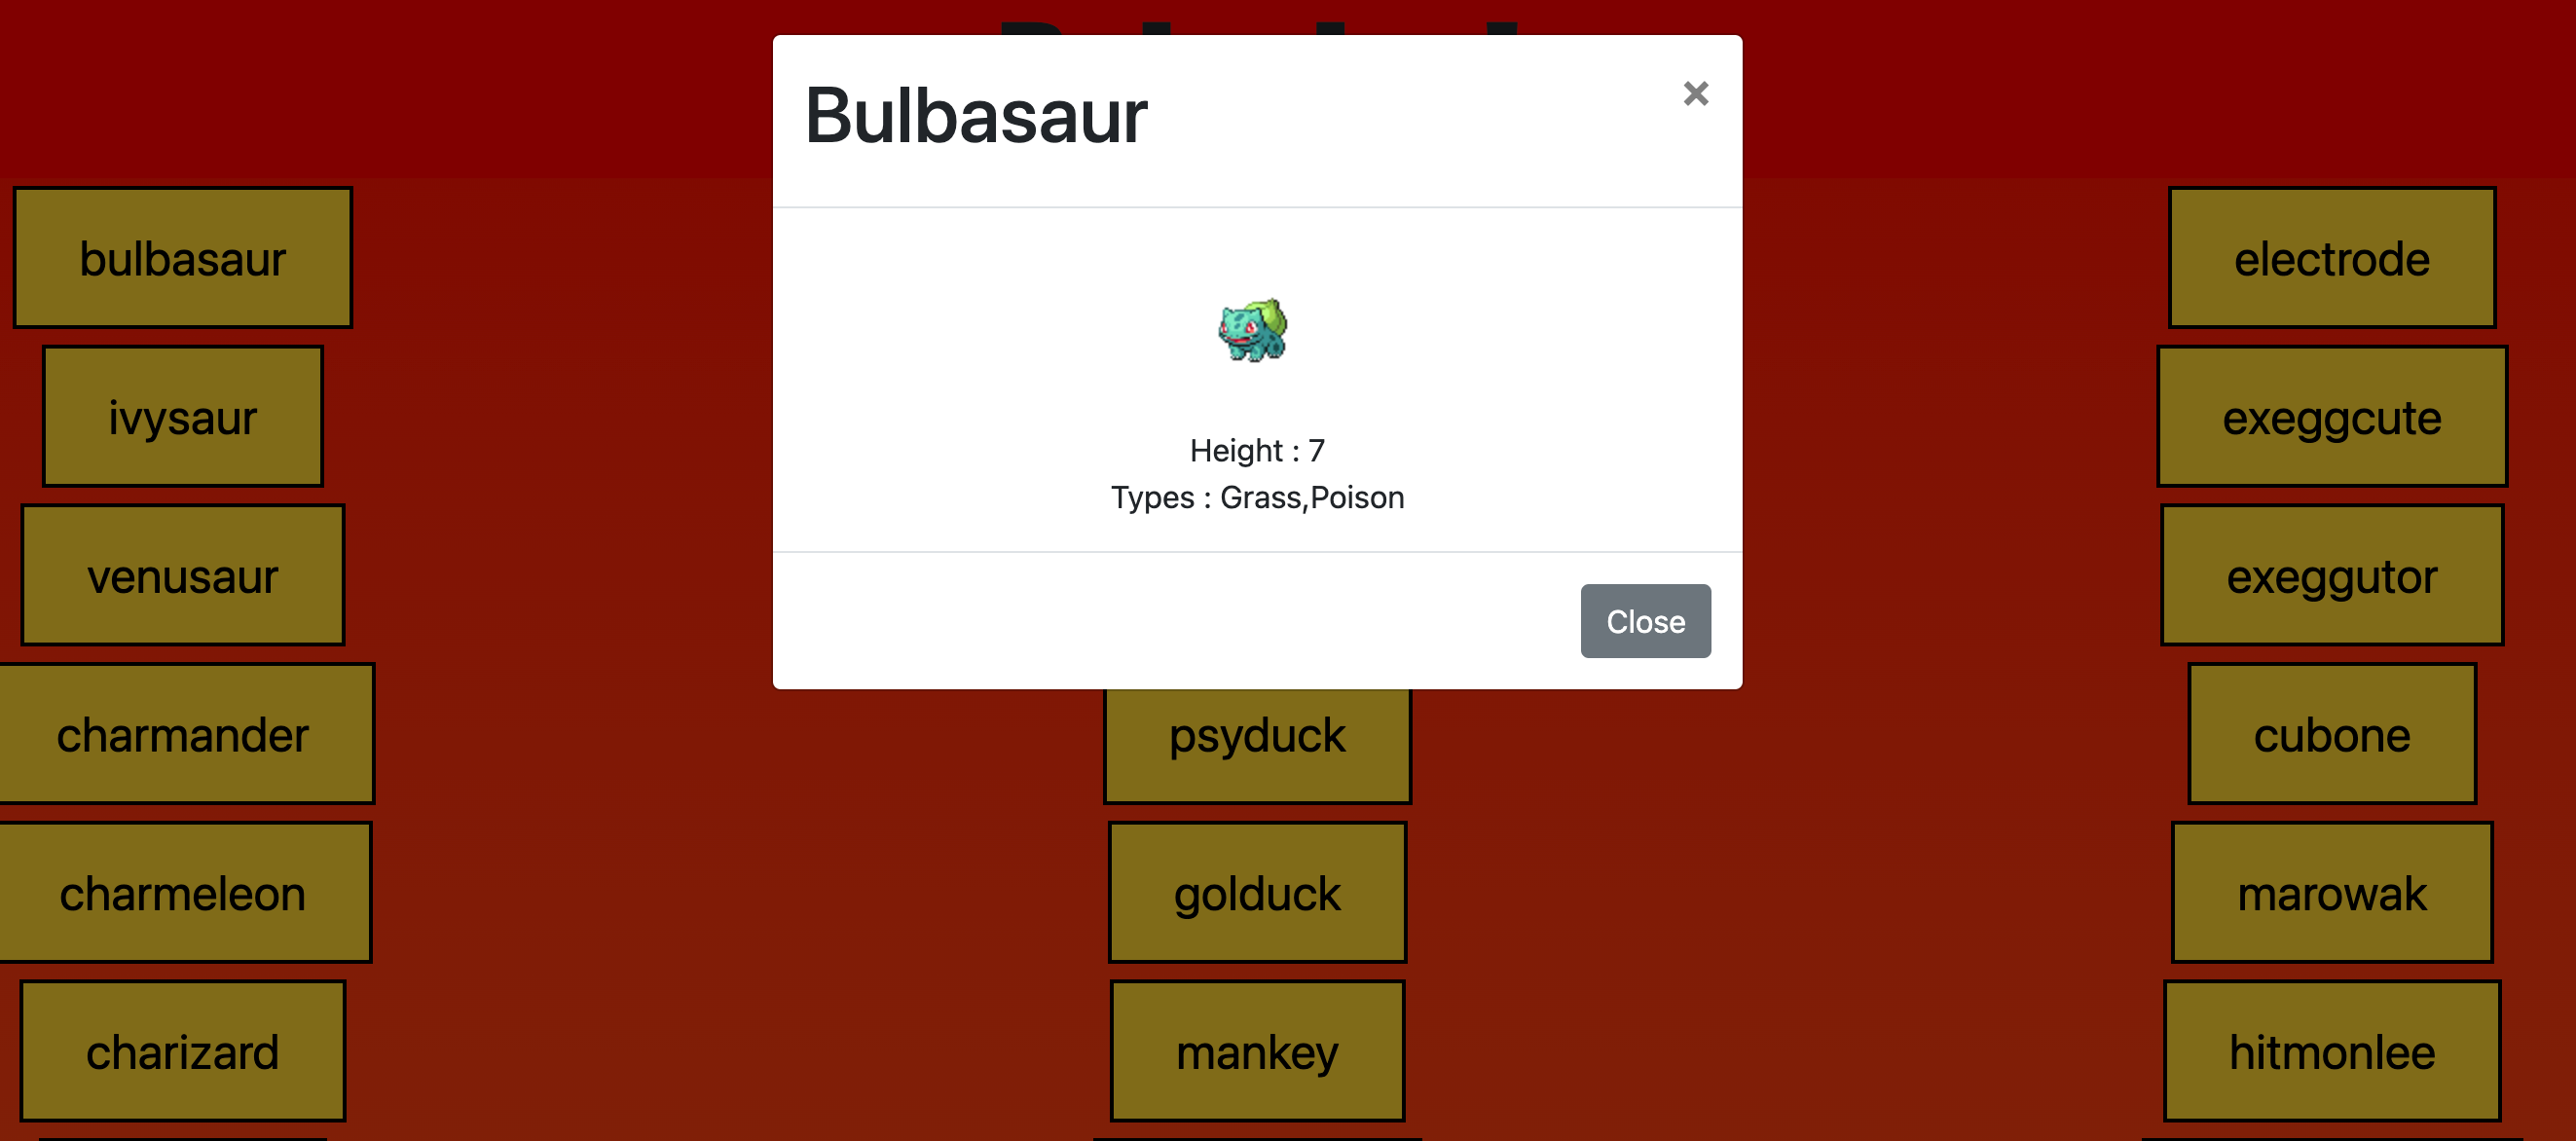 Bulbasaur
×
Height : 7
Types : Grass,Poison
Close
bulbasaur
ivysaur
venusaur
charmander
charmeleon
charizard
psyduck
golduck
mankey
electrode
exeggcute
exeggutor
cubone
marowak
hitmonlee